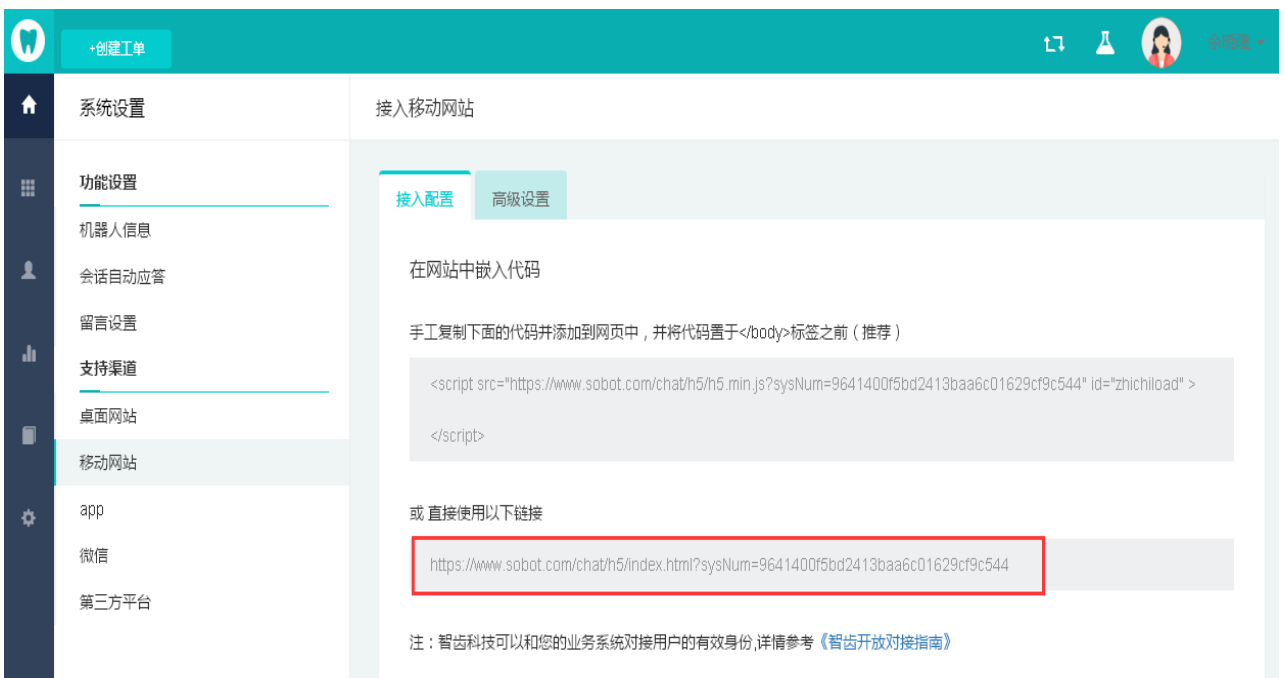 +创建工单
系统设置
接入移动网站
功能设置
机器人信息
会话自动应答
留言设置
支持渠道
桌面网站
移动网站
app
微信
第三方平台
接入配置
高级设置
在网站中嵌入代码
手工复制下面的代码并添加到网页中，并将代码置于</body>标签之前（推荐）
<script src="https://www.sobot.com/chat/h5/h5.min.js?sysNum=9641400f5bd2413baa6c01629cf9c544" id="zhichiload" >
</script>
或 直接使用以下链接
https://www.sobot.com/chat/h5/index.html?sysNum=9641400f5bd2413baa6c01629cf9c544
注：智齿科技可以和您的业务系统对接用户的有效身份,详情参考《智齿开放对接指南》